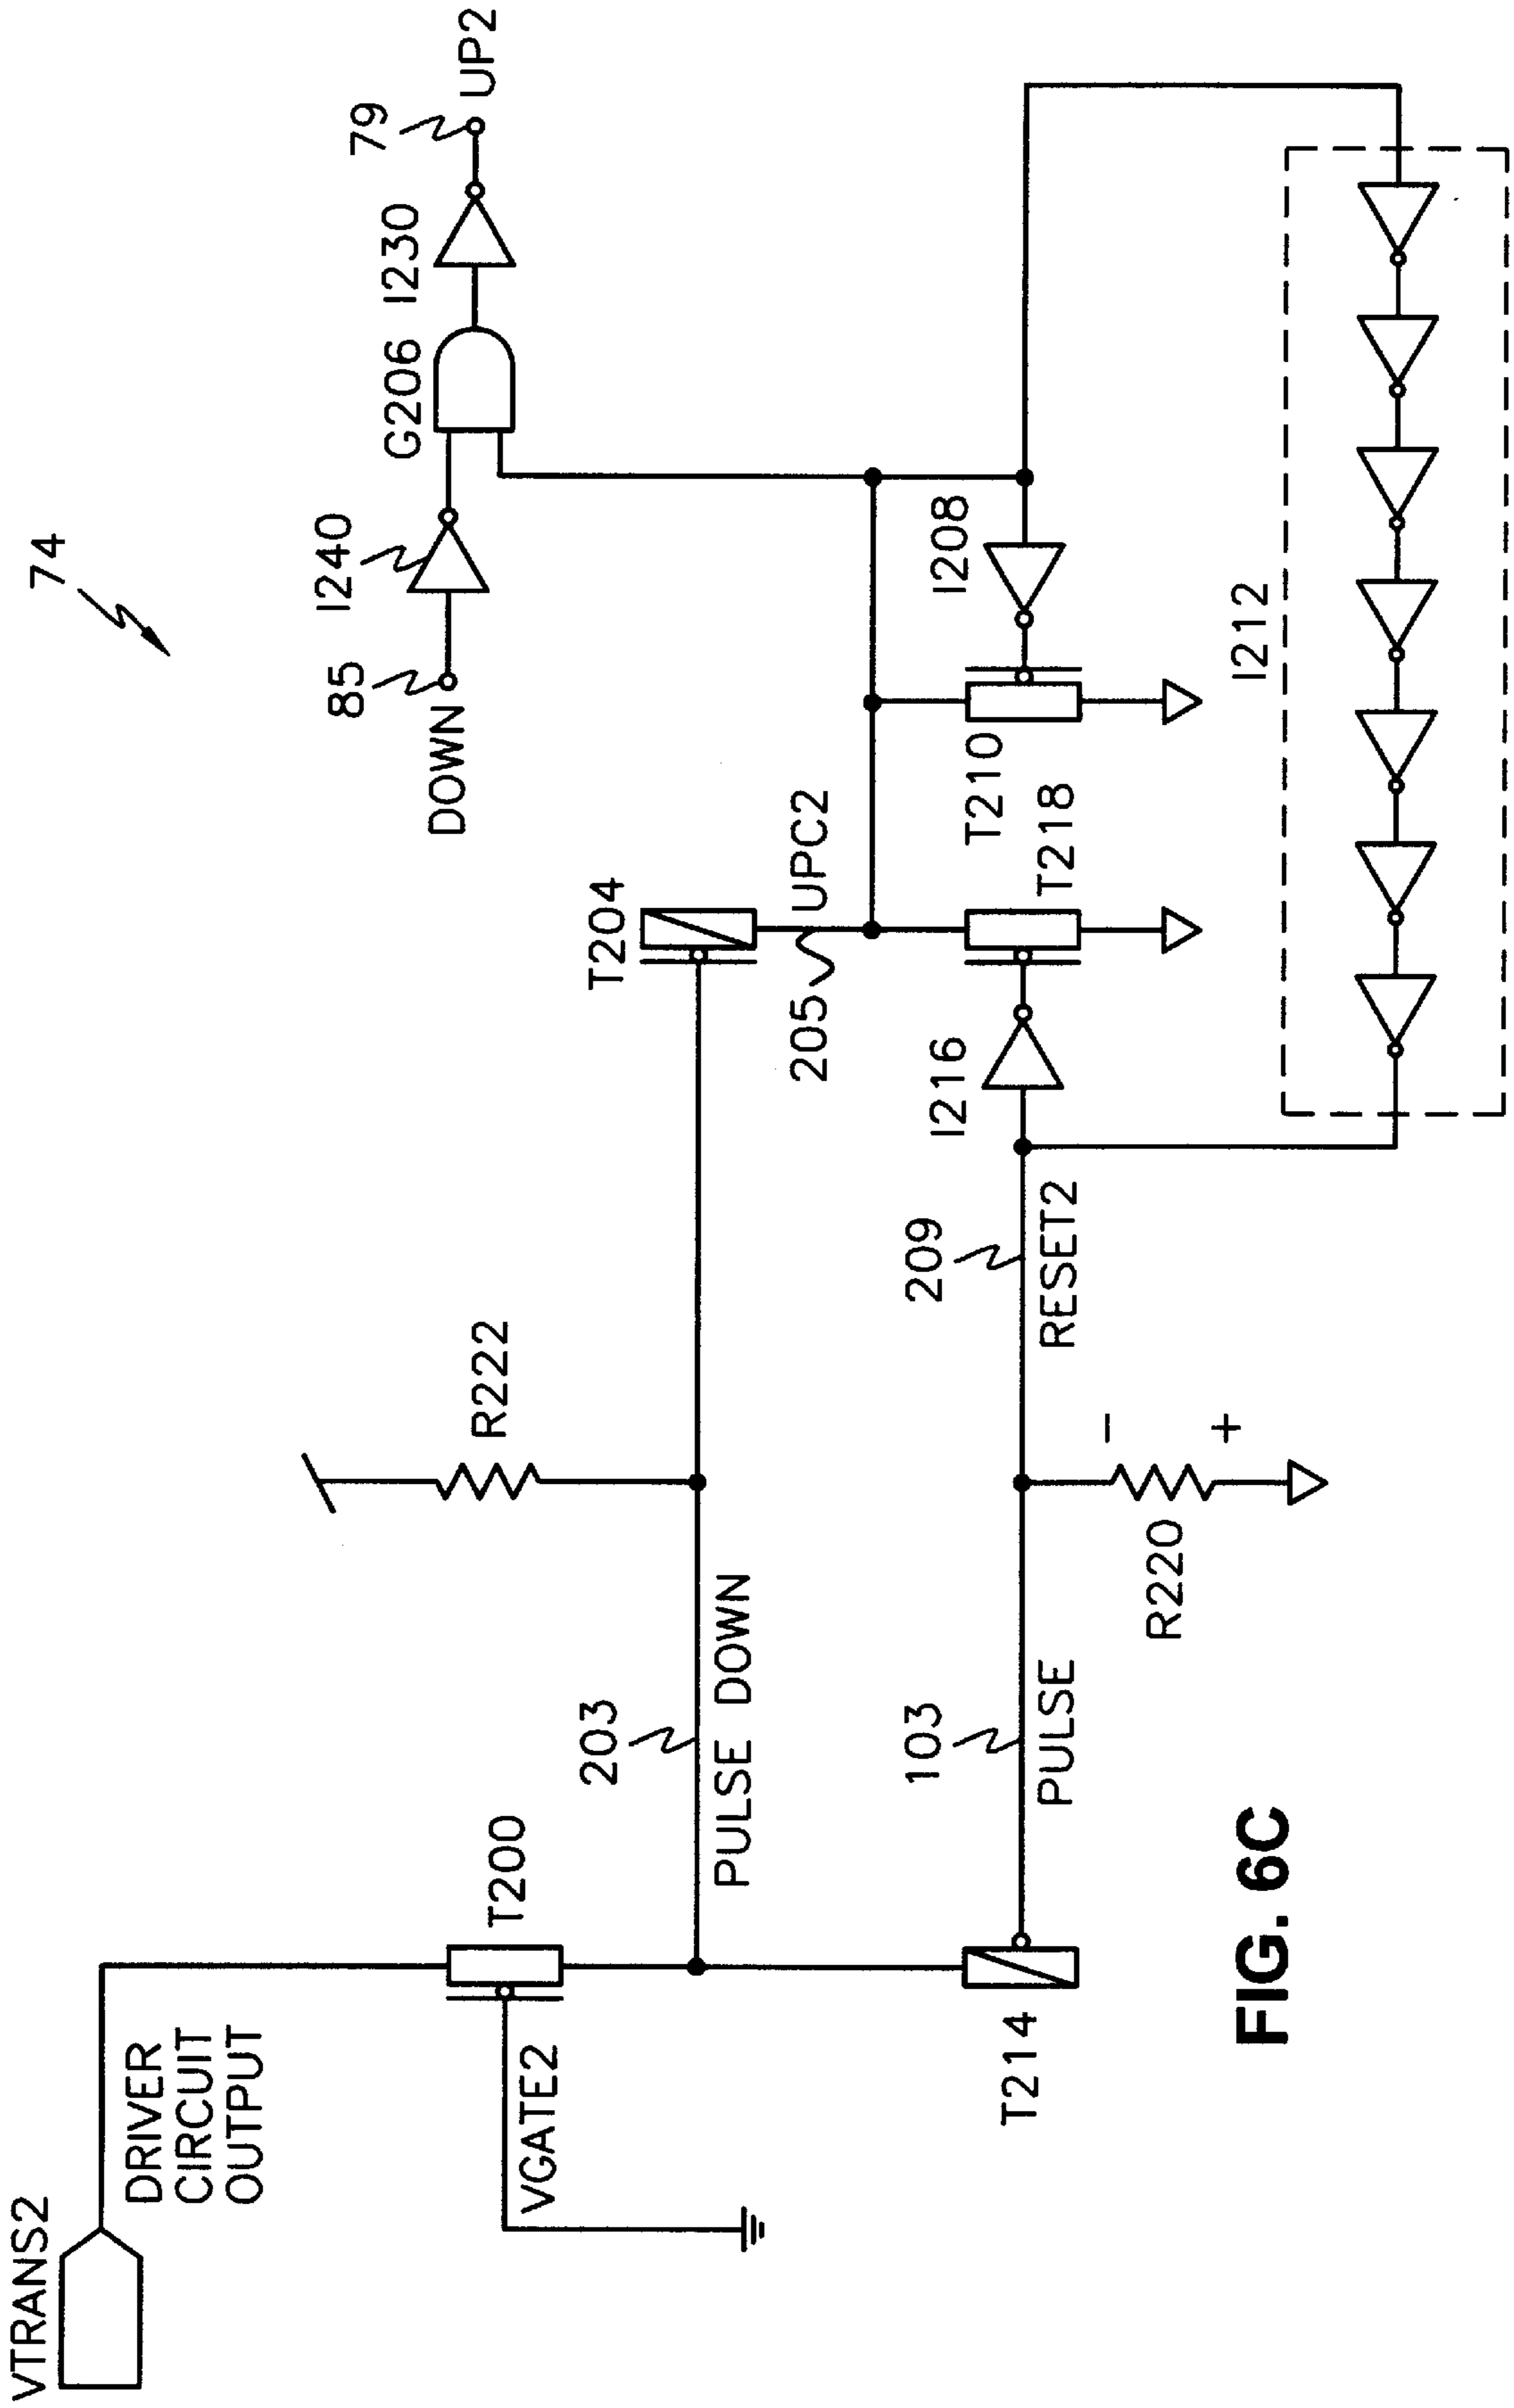 74
VTRANS2
DRIVER
CIRCUIT
OUTPUT
VGATE2
T200
203
PULSE DOWN
R222
T204
205
UPC2
DOWN
85
I240
G206
I230
79
UP2
T214
103
PULSE
R220
-
+
209
RESET2
I216
T218
T210
I208
I212
FIG. 6C